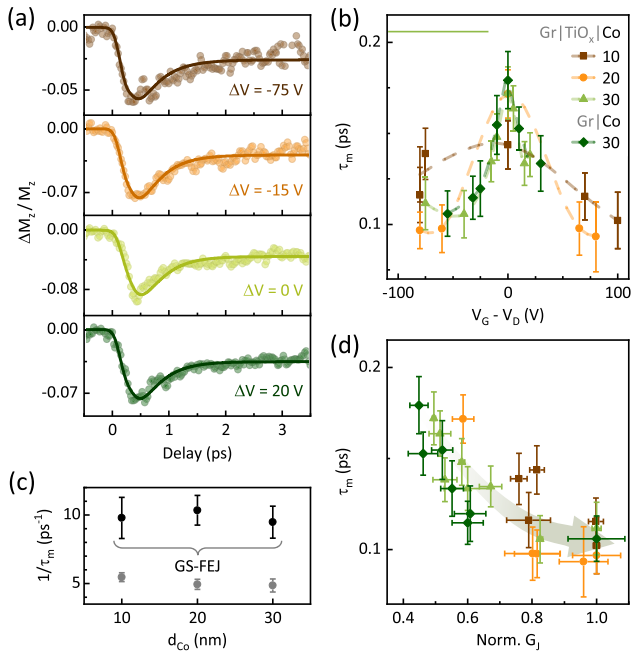 (a)
0.00
-0.05
ΔV = -75 V
0.00
-0.07
ΔV = -15 V
0.00
-0.08
ΔV = 0 V
0.00
-0.07
ΔV = 20 V
ΔM_z / M_z
0 1 2 3
Delay (ps)
(b)
0.2
0.1
τ_m (ps)
Gr|TiO_x|Co
10
20
30
Gr|Co
30
-100 -50 0 50 100
V_G - V_D (V)
(c)
10
5
1/τ_m (ps⁻¹)
GS-FEJ
10 20 30
d_Co (nm)
(d)
0.2
0.1
τ_m (ps)
0.4 0.6 0.8 1.0
Norm. G_J